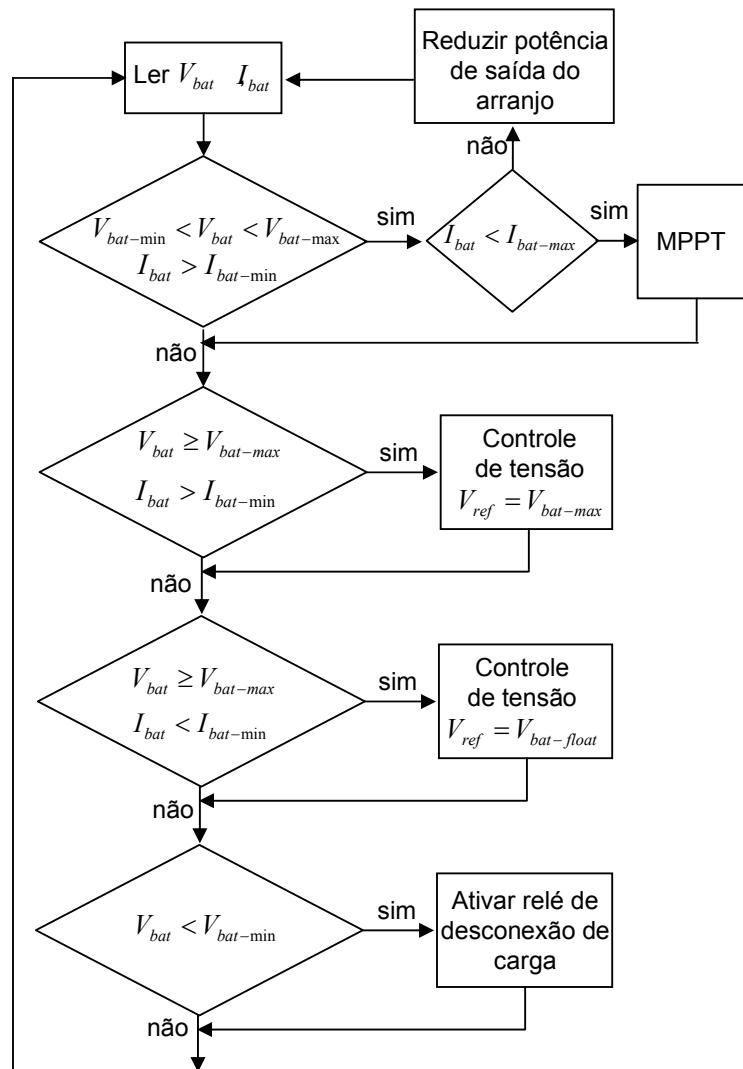 Reduzir potência
de saída do
arranjo
Ler V_bat I,_bat
não
V_bat−min < V_bat < V_bat−max
I_bat > I_bat−min
sim
I_bat < I_bat−max
sim
MPPT
não
V_bat ≥ V_bat−max
I_bat > I_bat−min
sim
Controle
de tensão
V_ref = V_bat−max
não
V_bat ≥ V_bat−max
I_bat < I_bat−min
sim
Controle
de tensão
V_ref = V_bat−float
não
V_bat < V_bat−min
sim
Ativar relé de
desconexão de
carga
não